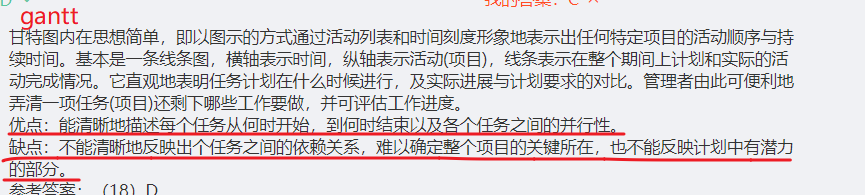 我的答案：C ×
gantt
甘特图内在思想简单，即以图示的方式通过活动列表和时间刻度形象地表示出任何特定项目的活动顺序与持
续时间。基本是一条线条图，横轴表示时间，纵轴表示活动(项目)，线条表示在整个期间上计划和实际的活
动完成情况。它直观地表明任务计划在什么时候进行，及实际进展与计划要求的对比。管理者由此可便利地
弄清一项任务(项目)还剩下哪些工作要做，并可评估工作进度。
优点：能清晰地描述每个任务从何时开始，到何时结束以及各个任务之间的并行性。
缺点：不能清晰地反映出个任务之间的依赖关系，难以确定整个项目的关键所在，也不能反映计划中有潜力
的部分。
参考答案：（18）D